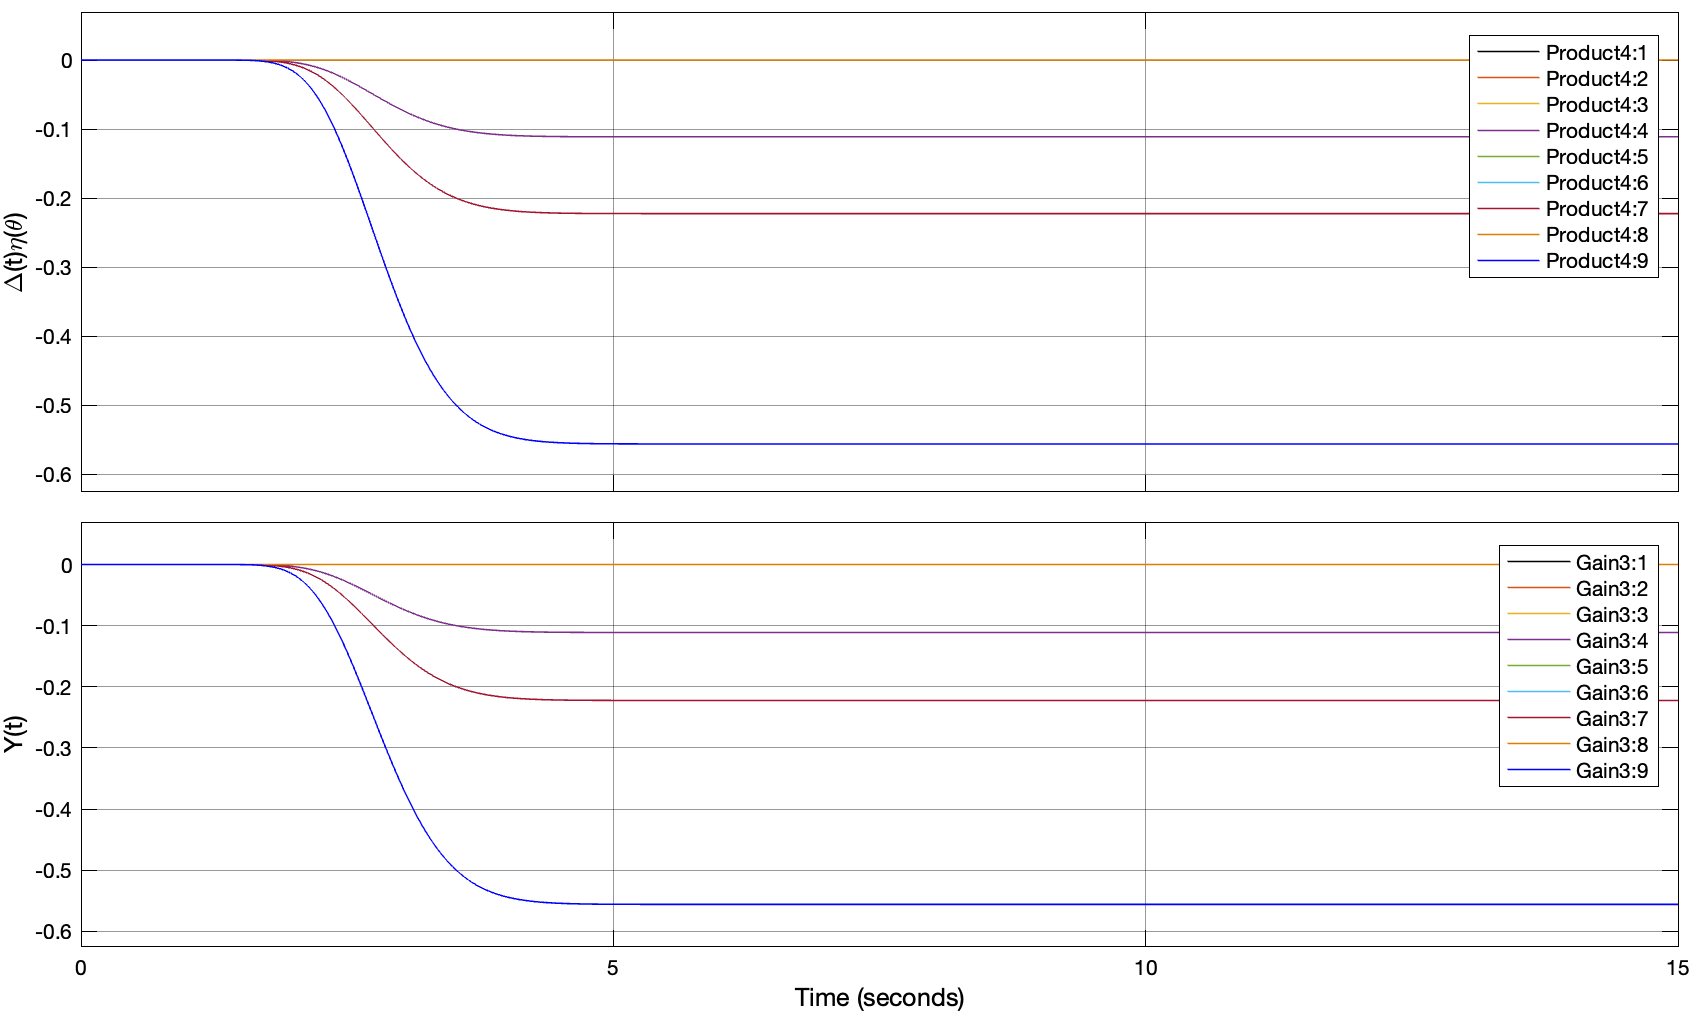 0
-0.1
-0.2
-0.3
-0.4
-0.5
-0.6
Δ(t)η(θ)
Product4:1
Product4:2
Product4:3
Product4:4
Product4:5
Product4:6
Product4:7
Product4:8
Product4:9
0
-0.1
-0.2
-0.3
-0.4
-0.5
-0.6
Y(t)
Gain3:1
Gain3:2
Gain3:3
Gain3:4
Gain3:5
Gain3:6
Gain3:7
Gain3:8
Gain3:9
0 5 10 15
Time (seconds)